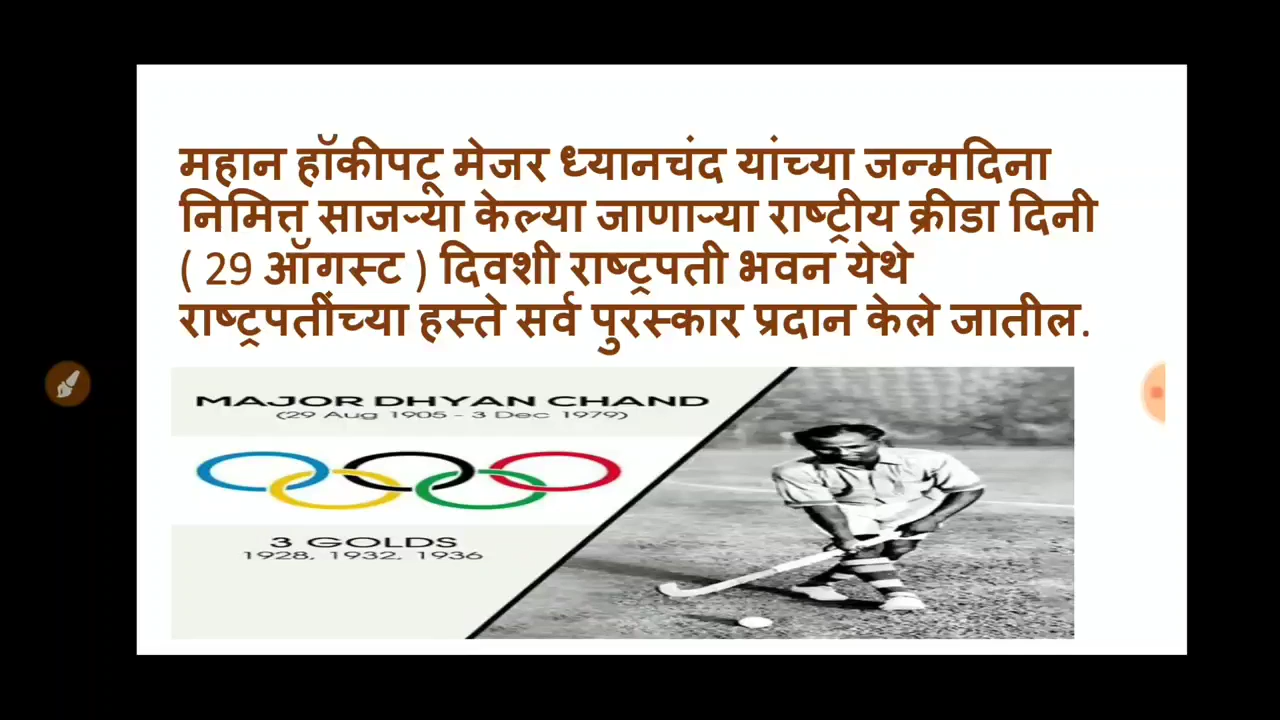 महान हॉकीपटू मेजर ध्यानचंद यांच्या जन्मदिना
निमित्त साजऱ्या केल्या जाणाऱ्या राष्ट्रीय क्रीडा दिनी
( 29 ऑगस्ट ) दिवशी राष्ट्रपती भवन येथे
राष्ट्रपतींच्या हस्ते सर्व पुरस्कार प्रदान केले जातील.
MAJOR DHYAN CHAND
(29 Aug 1905 - 3 Dec 1979)
3 GOLDS
1928, 1932, 1936